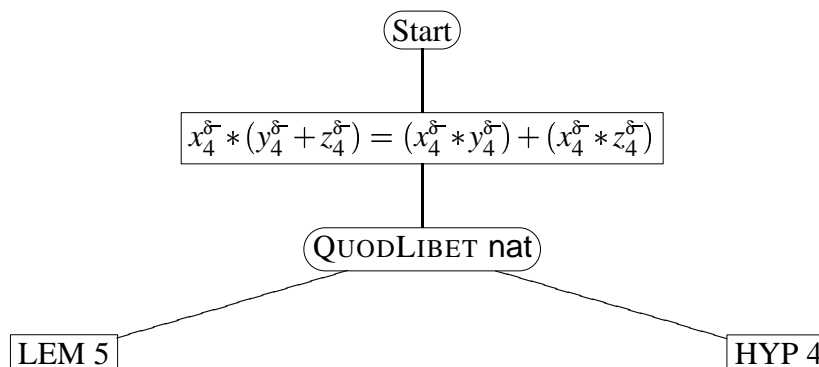 Start
x₄^δ⁻ ∗ (y₄^δ⁻ + z₄^δ⁻) = (x₄^δ⁻ ∗ y₄^δ⁻) + (x₄^δ⁻ ∗ z₄^δ⁻)
QUODLIBET nat
LEM 5 HYP 4